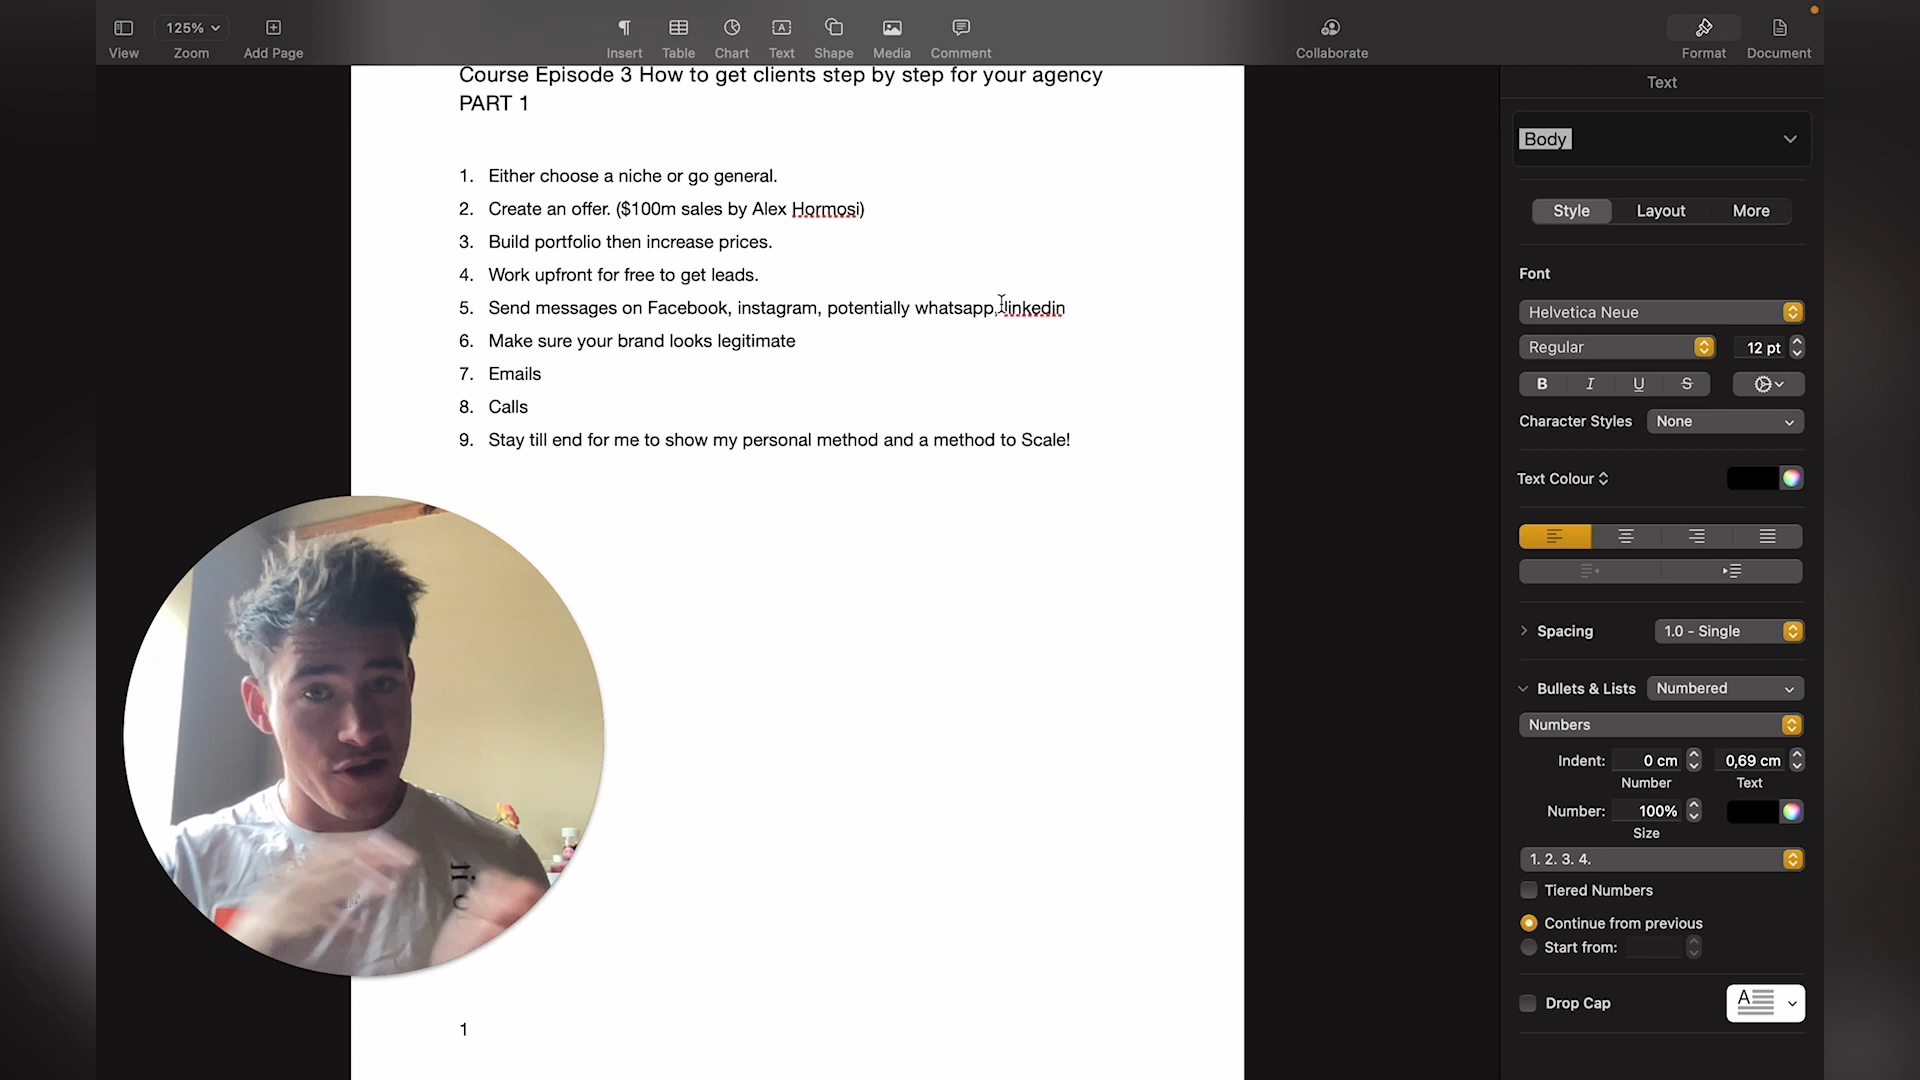 125%
View
Zoom
Add Page
Insert
Table
Chart
Text
Shape
Media
Comment
Collaborate
Format
Document
Course Episode 3 How to get clients step by step for your agency
PART 1
1. Either choose a niche or go general.
2. Create an offer. ($100m sales by Alex Hormosi)
3. Build portfolio then increase prices.
4. Work upfront for free to get leads.
5. Send messages on Facebook, instagram, potentially whatsapp, linkedin
6. Make sure your brand looks legitimate
7. Emails
8. Calls
9. Stay till end for me to show my personal method and a method to Scale!
1
Text
Body
Style Layout More
Font
Helvetica Neue
Regular 12 pt
B I U S
Character Styles None
Text Colour
Spacing 1.0 - Single
Bullets & Lists Numbered
Numbers
Indent: 0 cm 0,69 cm
Number Text
Number: 100%
Size
1. 2. 3. 4.
Tiered Numbers
Continue from previous
Start from:
Drop Cap
A